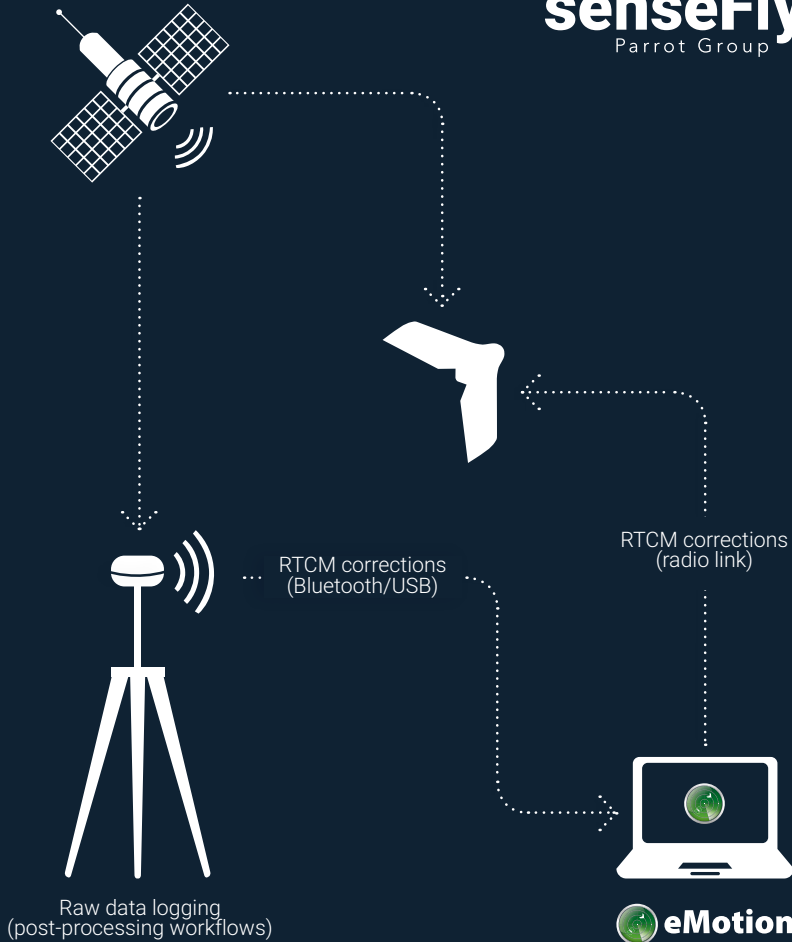 senseFly
Parrot Group
RTCM corrections
(radio link)
RTCM corrections
(Bluetooth/USB)
Raw data logging
(post-processing workflows)
eMotion